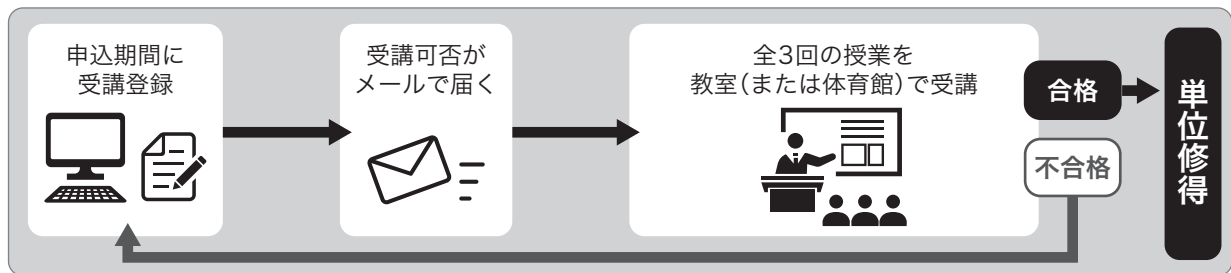 申込期間に
受講登録
受講可否が
メールで届く
全3回の授業を
教室（または体育館）で受講
合格
不合格
単位修得